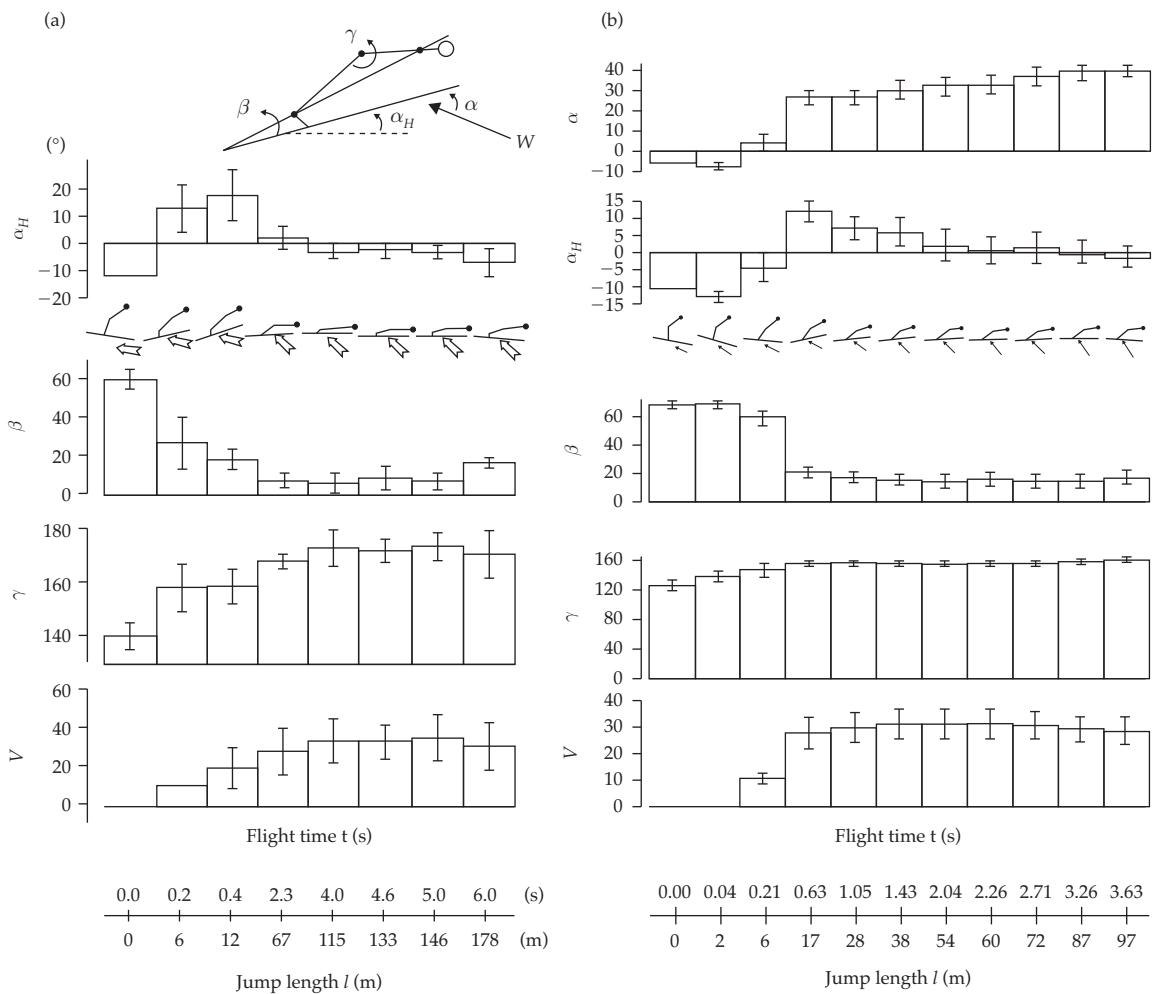 (a)
γ
β
α
α_H
W
(°)
α_H
20
10
0
−10
−20
β
60
40
20
0
γ
180
160
140
V
60
40
20
0
Flight time t (s)
0.0 0.2 0.4 2.3 4.0 4.6 5.0 6.0 (s)
0 6 12 67 115 133 146 178 (m)
Jump length l (m)
(b)
α
40
30
20
10
0
−10
α_H
15
10
5
0
−5
−10
−15
β
60
40
20
0
γ
160
120
80
40
0
V
40
30
20
10
0
Flight time t (s)
0.00 0.04 0.21 0.63 1.05 1.43 2.04 2.26 2.71 3.26 3.63
0 2 6 17 28 38 54 60 72 87 97
Jump length l (m)